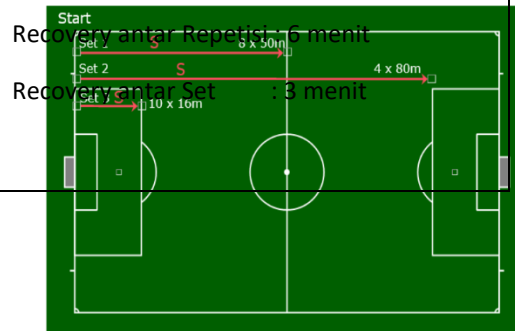 Start
Recovery antar Repetisi : 6 menit
Set 1 S 8 x 50m
Set 2 S 4 x 80m
Recovery antar Set : 3 menit
Set 3 S 10 x 16m